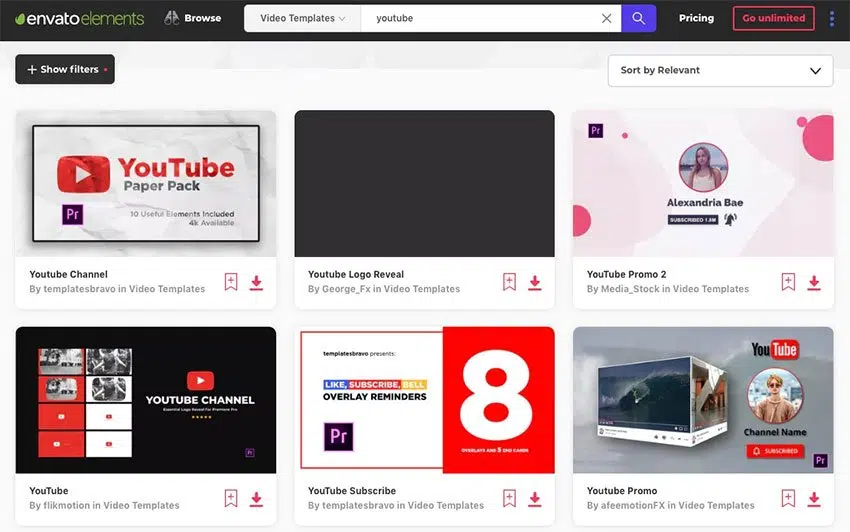 envato elements
Browse
Video Templates
youtube
Pricing
Go unlimited
+ Show filters
Sort by Relevant
YouTube
Paper Pack
Pr
10 Useful Elements Included
4k Available
Youtube Channel
By templatesbravo in Video Templates
Youtube Logo Reveal
By George_Fx in Video Templates
Pr
Alexandria Bae
SUBSCRIBED 1.6M
YouTube Promo 2
By Media_Stock in Video Templates
YOUTUBE CHANNEL
Essential Logo Reveal For Premiere Pro
Pr
YouTube
By flikmotion in Video Templates
templatesbravo presents:
LIKE, SUBSCRIBE, BELL
OVERLAY REMINDERS
Pr
8
OVERLAYS AND 5 END CARDS
YouTube Subscribe
By templatesbravo in Video Templates
YouTube
Channel Name
SUBSCRIBED
Pr
Youtube Promo
By afeemotionFX in Video Templates